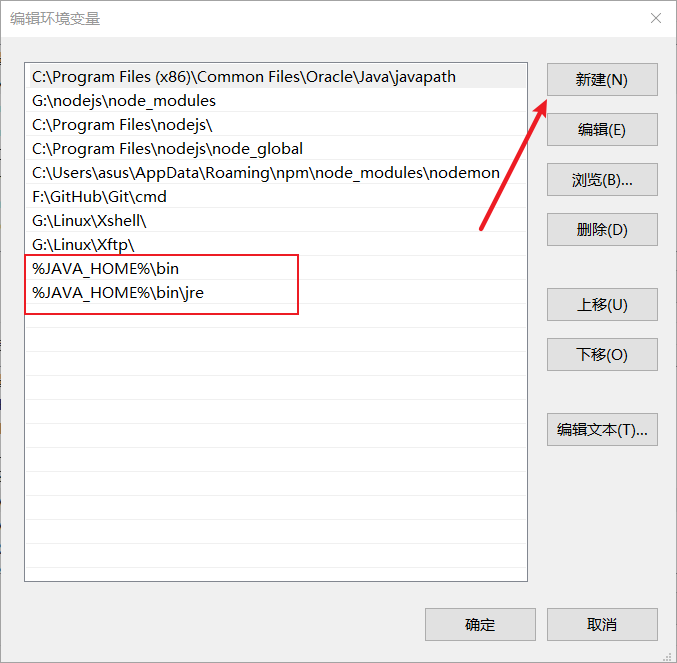 编辑环境变量
C:\Program Files (x86)\Common Files\Oracle\Java\javapath
G:\nodejs\node_modules
C:\Program Files\nodejs\
C:\Program Files\nodejs\node_global
C:\Users\asus\AppData\Roaming\npm\node_modules\nodemon
F:\GitHub\Git\cmd
G:\Linux\Xshell\
G:\Linux\Xftp\
%JAVA_HOME%\bin
%JAVA_HOME%\bin\jre
新建(N)
编辑(E)
浏览(B)...
删除(D)
上移(U)
下移(O)
编辑文本(T)...
确定
取消